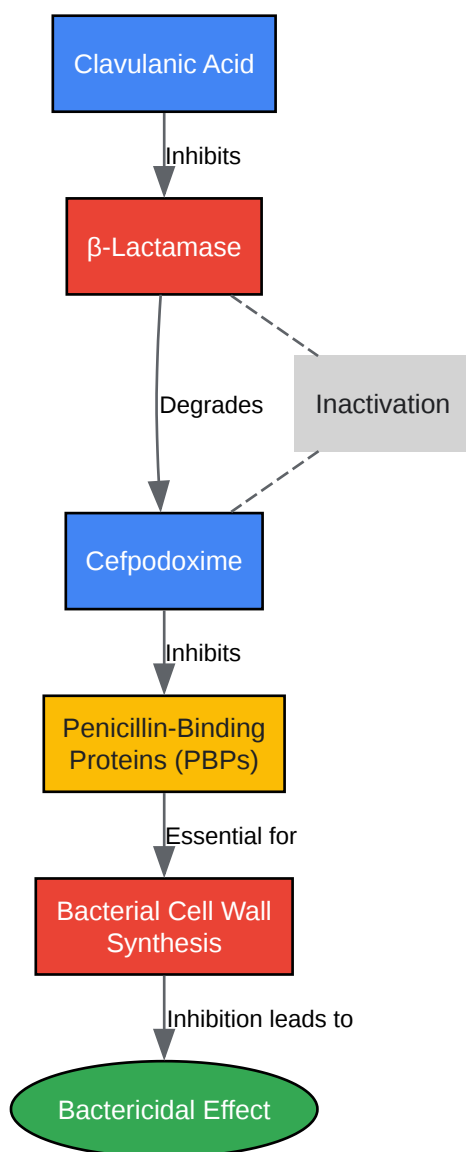 Clavulanic Acid
Inhibits
β-Lactamase
Degrades
Inactivation
Cefpodoxime
Inhibits
Penicillin-Binding
Proteins (PBPs)
Essential for
Bacterial Cell Wall
Synthesis
Inhibition leads to
Bactericidal Effect